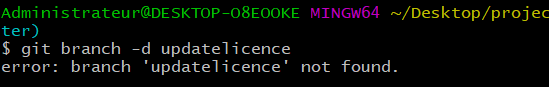 Administrateur@DESKTOP-O8EOOKE MINGW64 ~/Desktop/projec
ter)
$ git branch -d updatelicence
error: branch 'updatelicence' not found.